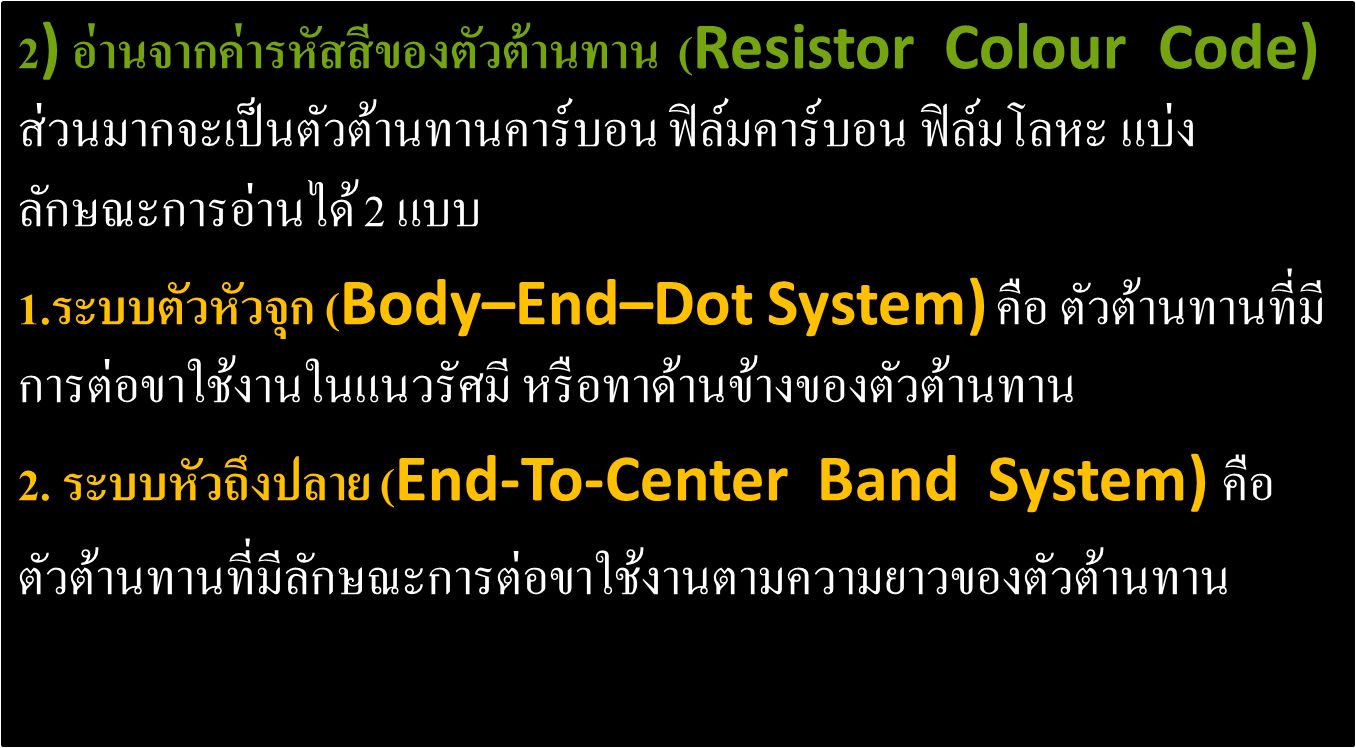 2) อ่านจากค่ารหัสสีของตัวต้านทาน (Resistor Colour Code)
ส่วนมากจะเป็นตัวต้านทานคาร์บอน ฟิล์มคาร์บอน ฟิล์มโลหะ แบ่ง
ลักษณะการอ่านได้ 2 แบบ
1.ระบบตัวหัวจุก (Body–End–Dot System) คือ ตัวต้านทานที่มี
การต่อขาใช้งานในแนวรัศมี หรือทาด้านข้างของตัวต้านทาน
2. ระบบหัวถึงปลาย (End-To-Center Band System) คือ
ตัวต้านทานที่มีลักษณะการต่อขาใช้งานตามความยาวของตัวต้านทาน